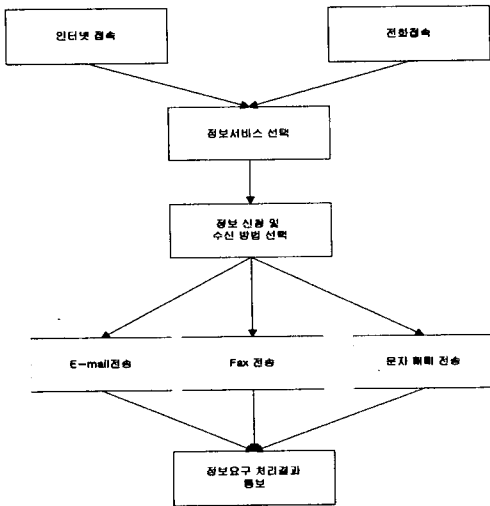 인터넷 접속
전화접속
정보서비스 선택
정보 신청 및
수신 방법 선택
E-mail전송
Fax 전송
문자 전송
정보요구 처리결과
통보